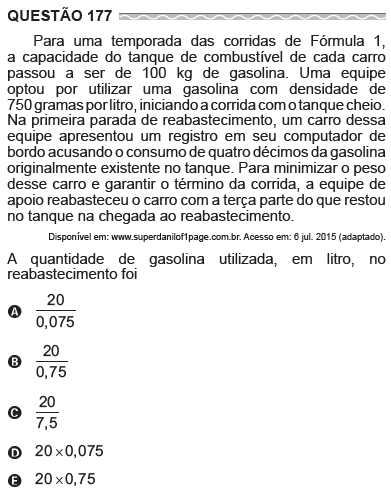 QUESTÃO 177
Para uma temporada das corridas de Fórmula 1,
a capacidade do tanque de combustível de cada carro
passou a ser de 100 kg de gasolina. Uma equipe
optou por utilizar uma gasolina com densidade de
750 gramas por litro, iniciando a corrida com o tanque cheio.
Na primeira parada de reabastecimento, um carro dessa
equipe apresentou um registro em seu computador de
bordo acusando o consumo de quatro décimos da gasolina
originalmente existente no tanque. Para minimizar o peso
desse carro e garantir o término da corrida, a equipe de
apoio reabasteceu o carro com a terça parte do que restou
no tanque na chegada ao reabastecimento.
Disponível em: www.superdanilof1page.com.br. Acesso em: 6 jul. 2015 (adaptado).
A quantidade de gasolina utilizada, em litro, no
reabastecimento foi
A 20
0,075
B 20
0,75
C 20
7,5
D 20 × 0,075
E 20 × 0,75